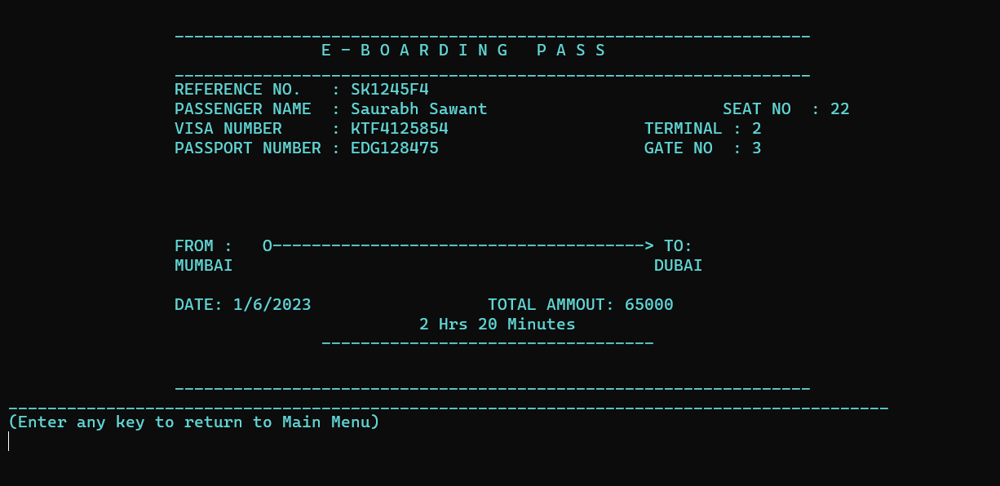 E - B O A R D I N G   P A S S
REFERENCE NO.   : SK1245F4
PASSENGER NAME  : Saurabh Sawant                        SEAT NO  : 22
VISA NUMBER     : KTF4125854                    TERMINAL : 2
PASSPORT NUMBER : EDG128475                     GATE NO  : 3
FROM :   O--------------------------------------> TO:
MUMBAI                                           DUBAI
DATE: 1/6/2023                  TOTAL AMMOUT: 65000
2 Hrs 20 Minutes
(Enter any key to return to Main Menu)